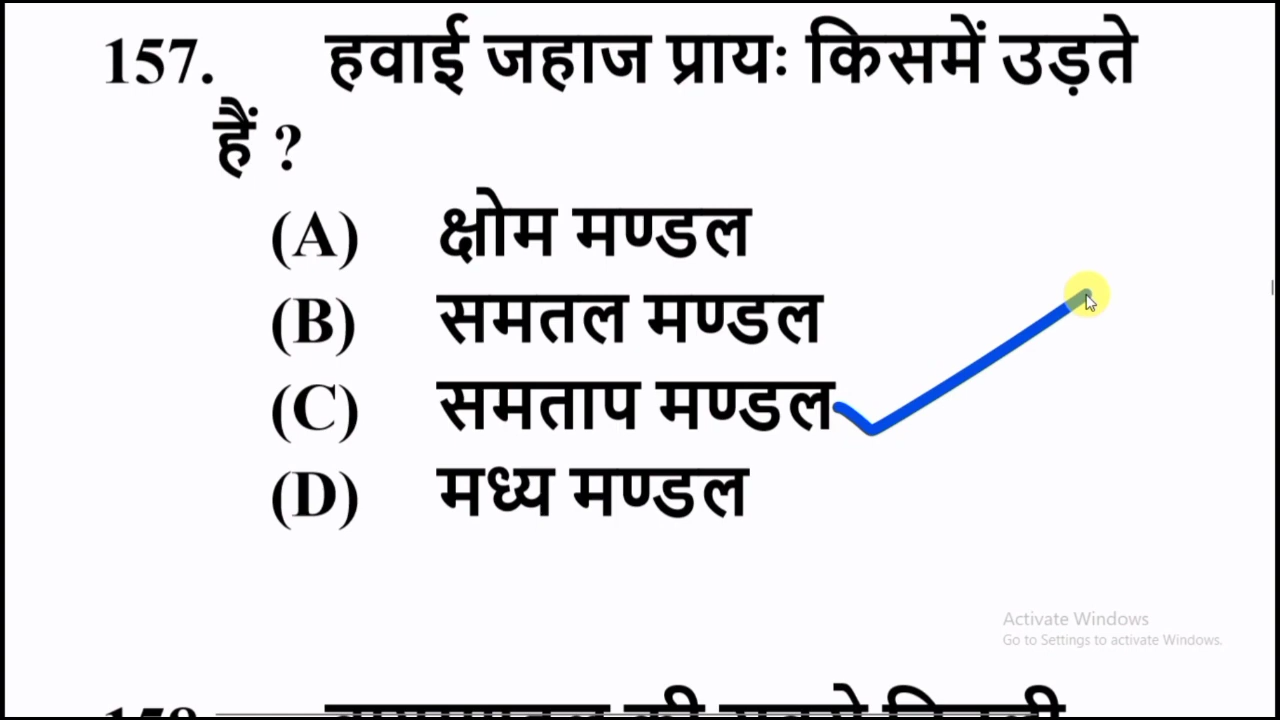 157. हवाई जहाज प्रायः किसमें उड़ते
हैं ?
(A) क्षोम मण्डल
(B) समतल मण्डल
(C) समताप मण्डल
(D) मध्य मण्डल
Activate Windows
Go to Settings to activate Windows.